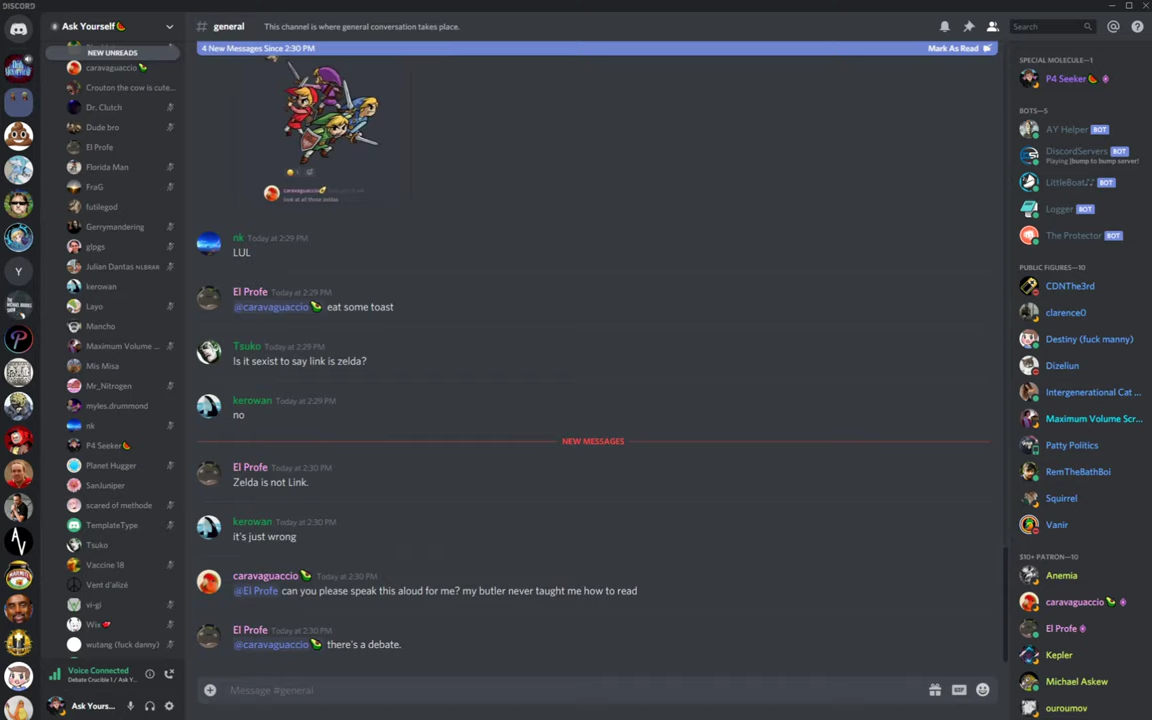 DISCORD
Ask Yourself
NEW UNREADS
caravaguaccio
Crouton the cow is cute...
Dr. Clutch
Dude bro
El Profe
Florida Man
FraG
futilegod
Gerrymandering
glpgs
Julian Dantas NLBRAR
kerowan
Layo
Mancho
Maximum Volume ...
Mis Misa
Mr_Nitrogen
myles.drummond
nk
P4 Seeker
Planet Hugger
SanJuniper
scared of methode
TemplateType
Tsuko
Vaccine 18
Vent d'alizé
vi-gi
Wix
wutang (fuck danny)
Voice Connected
Debate Crucible 1 / Ask Y...
Ask Yours...
# general
This channel is where general conversation takes place.
Search
4 New Messages Since 2:30 PM
Mark As Read
caravaguaccio
look at all those zeldas
nk Today at 2:29 PM
LUL
El Profe Today at 2:29 PM
@caravaguaccio eat some toast
Tsuko Today at 2:29 PM
Is it sexist to say link is zelda?
kerowan Today at 2:29 PM
no
NEW MESSAGES
El Profe Today at 2:30 PM
Zelda is not Link.
kerowan Today at 2:30 PM
it's just wrong
caravaguaccio Today at 2:30 PM
@El Profe can you please speak this aloud for me? my butler never taught me how to read
El Profe Today at 2:30 PM
@caravaguaccio there's a debate.
Message #general
GIF
SPECIAL MOLECULE—1
P4 Seeker
BOTS—5
AY Helper BOT
DiscordServers BOT
Playing !bump to bump server!
LittleBoat♪♫ BOT
Logger BOT
The Protector BOT
PUBLIC FIGURES—10
CDNThe3rd
clarence0
Destiny (fuck manny)
Dizeliun
Intergenerational Cat ...
Maximum Volume Scr...
Patty Politics
RemTheBathBoi
Squirrel
Vanir
$10+ PATRON—10
Anemia
caravaguaccio
El Profe
Kepler
Michael Askew
ouroumov